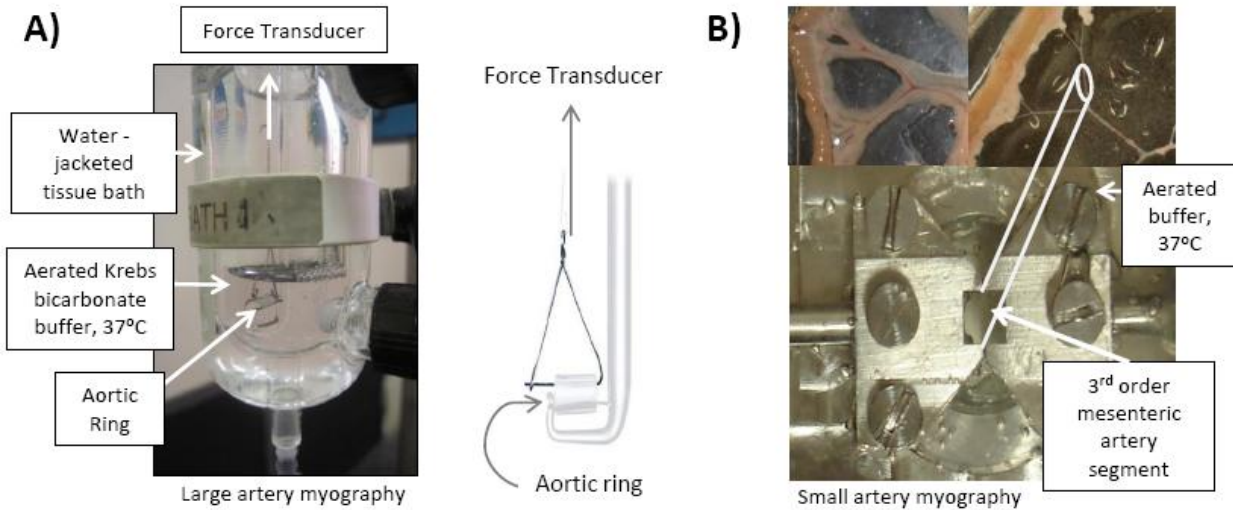 A)
Force Transducer
Water -
jacketed
tissue bath
BATH 1
Aerated Krebs
bicarbonate
buffer, 37ºC
Aortic
Ring
Large artery myography
Force Transducer
Aortic ring
B)
Aerated
buffer,
37ºC
3rd order
mesenteric
artery
segment
Small artery myography